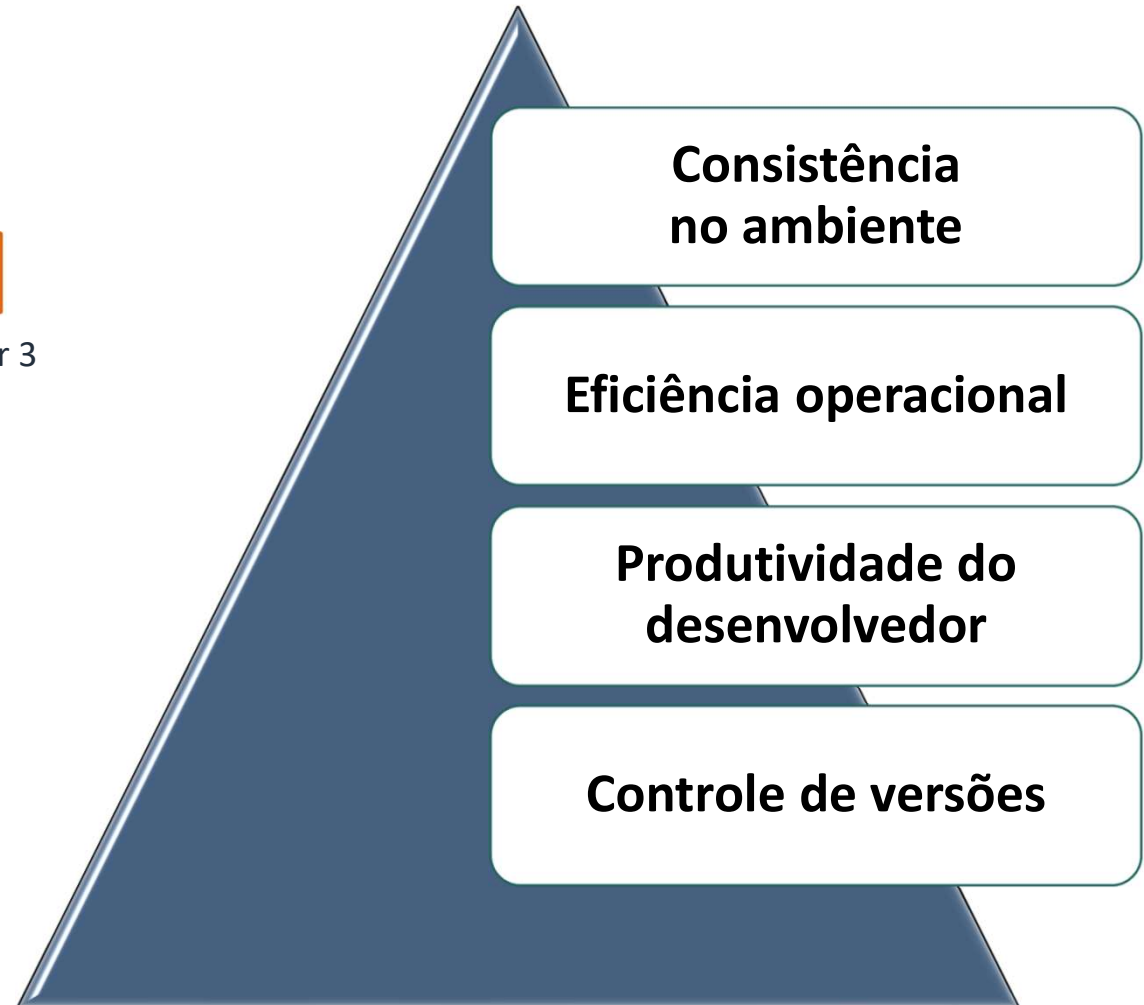 Consistência
no ambiente
r 3
Eficiência operacional
Produtividade do
desenvolvedor
Controle de versões